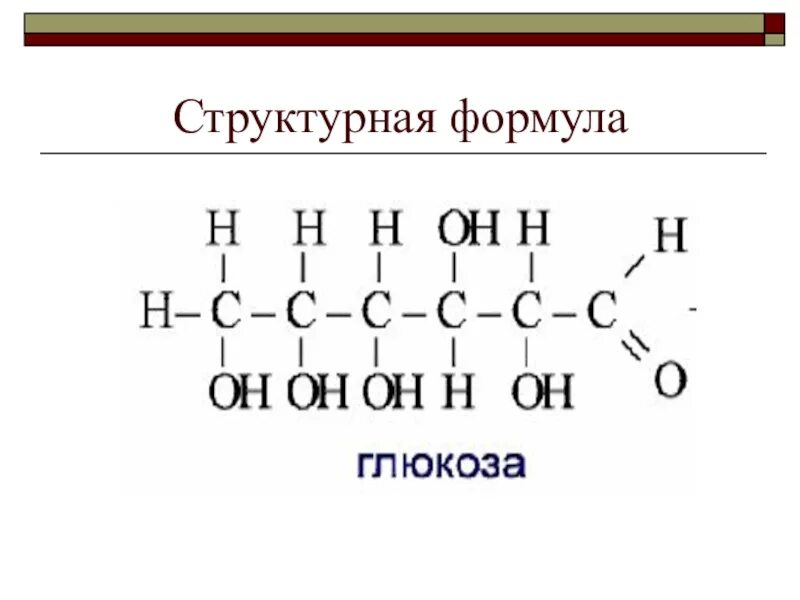 Структурная формула
H H H OH H H
H–C–C–C–C–C–C
OH OH OH H OH O
глюкоза